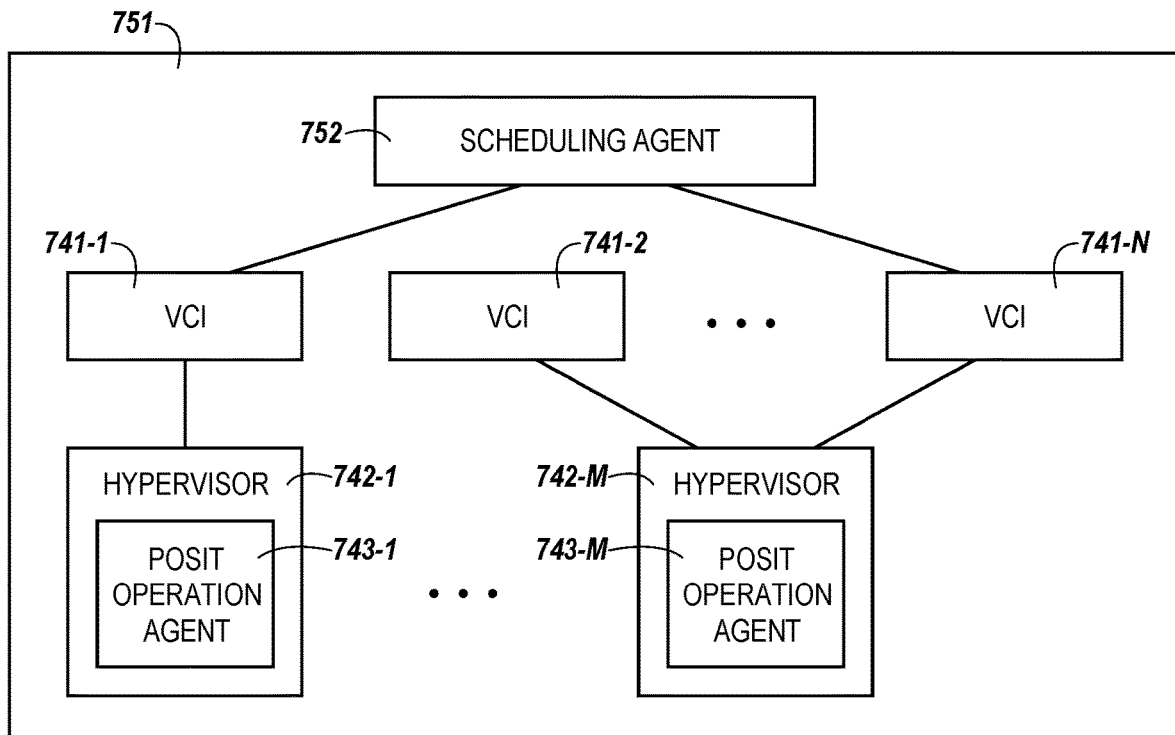 751
752
SCHEDULING AGENT
741-1
741-2
741-N
VCI
VCI
VCI
HYPERVISOR
742-1
742-M
HYPERVISOR
POSIT
OPERATION
AGENT
743-1
743-M
POSIT
OPERATION
AGENT